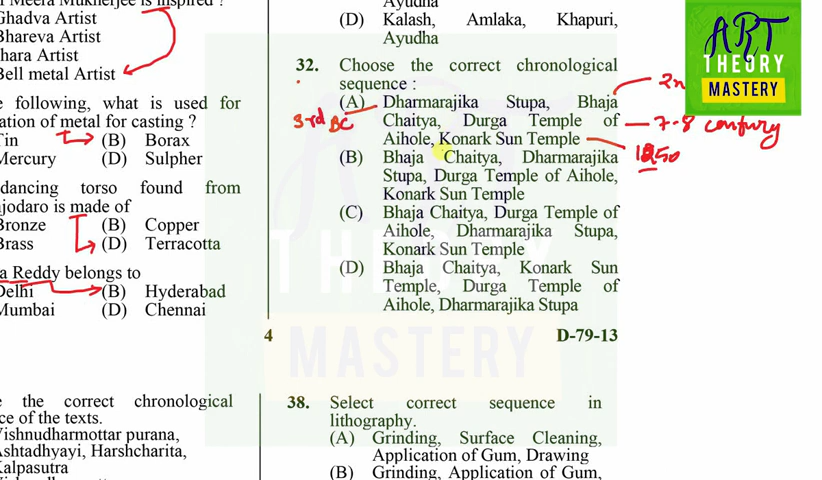 Meera Mukherjee is inspired ?
Ghadva Artist
Bhareva Artist
hara Artist
Bell metal Artist
e following, what is used for
ation of metal for casting ?
Tin (B) Borax
Mercury (D) Sulpher
dancing torso found from
njodaro is made of
Bronze (B) Copper
Brass (D) Terracotta
a Reddy belongs to
Delhi (B) Hyderabad
Mumbai (D) Chennai
Ayudha
(D) Kalash, Amlaka, Khapuri,
Ayudha
32. Choose the correct chronological
sequence :
(A) Dharmarajika Stupa, Bhaja
Chaitya, Durga Temple of
Aihole, Konark Sun Temple
(B) Bhaja Chaitya, Dharmarajika
Stupa, Durga Temple of Aihole,
Konark Sun Temple
(C) Bhaja Chaitya, Durga Temple of
Aihole, Dharmarajika Stupa,
Konark Sun Temple
(D) Bhaja Chaitya, Konark Sun
Temple, Durga Temple of
Aihole, Dharmarajika Stupa
3rd BC
2n
7-8 century
1250
4 D-79-13
e the correct chronological
ce of the texts.
Vishnudharmottar purana,
Ashtadhyayi, Harshcharita,
Kalpasutra
38. Select correct sequence in
lithography.
(A) Grinding, Surface Cleaning,
Application of Gum, Drawing
(B) Grinding, Application of Gum,
ART
THEORY
MASTERY
ART
THEORY
MASTERY